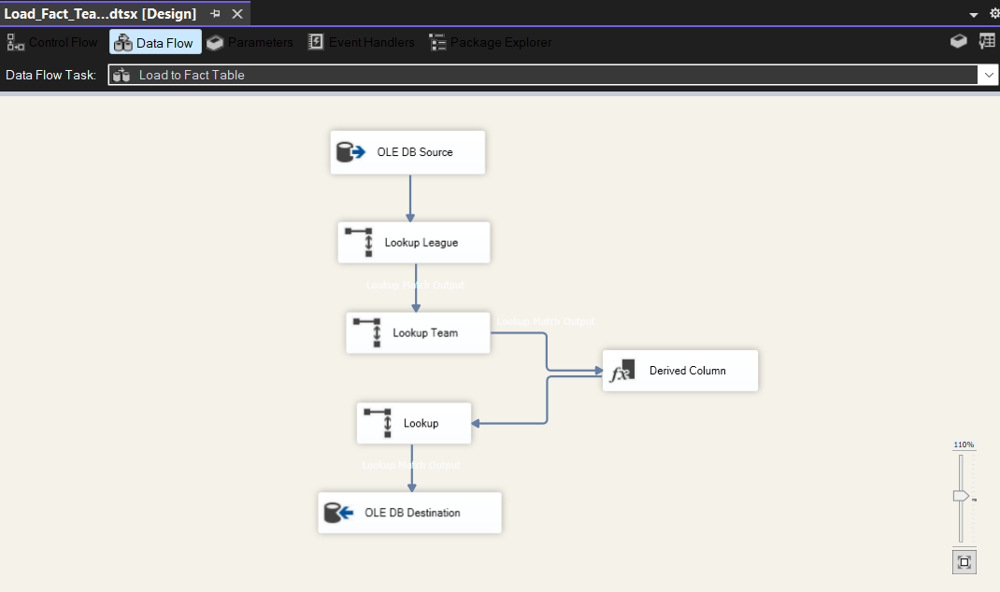 Load_Fact_Tea...dtsx [Design]
Control Flow Data Flow Parameters Event Handlers Package Explorer
Data Flow Task: Load to Fact Table
OLE DB Source
Lookup League
Lookup Match Output
Lookup Match Output
Lookup Team
Derived Column
Lookup
110%
Lookup Match Output
OLE DB Destination